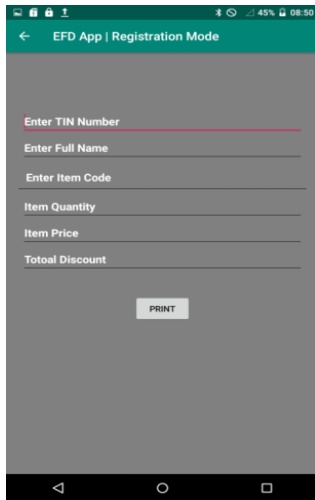 45% 08:50
EFD App | Registration Mode
Enter TIN Number
Enter Full Name
Enter Item Code
Item Quantity
Item Price
Totoal Discount
PRINT